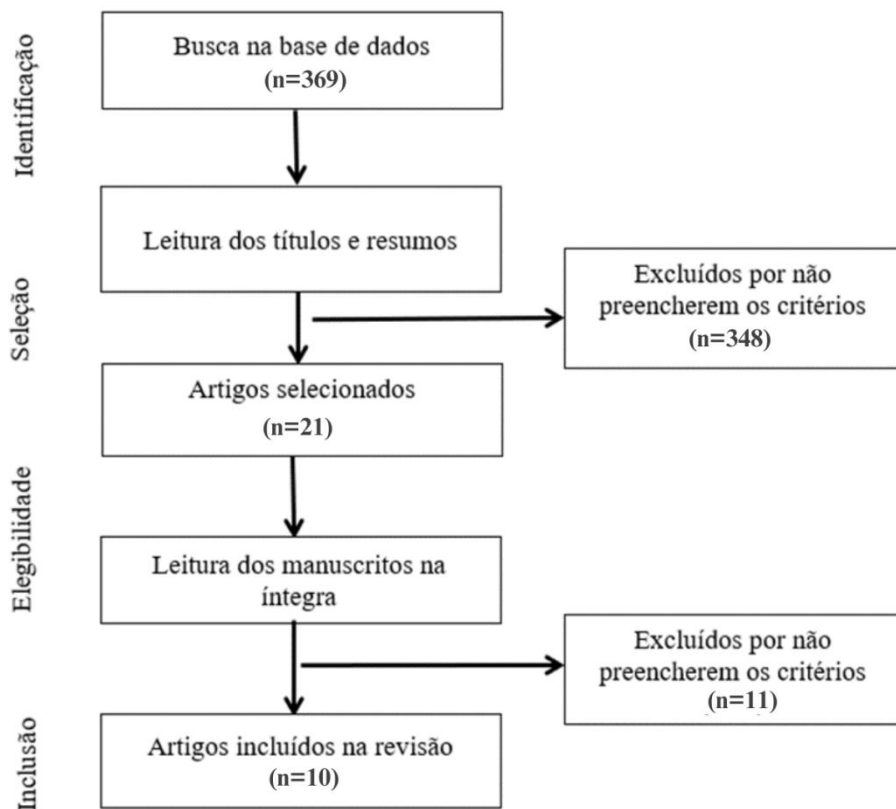 Identificação
Busca na base de dados
(n=369)
Leitura dos títulos e resumos
Seleção
Excluídos por não
preencherem os critérios
(n=348)
Artigos selecionados
(n=21)
Elegibilidade
Leitura dos manuscritos na
íntegra
Excluídos por não
preencherem os critérios
(n=11)
Inclusão
Artigos incluídos na revisão
(n=10)